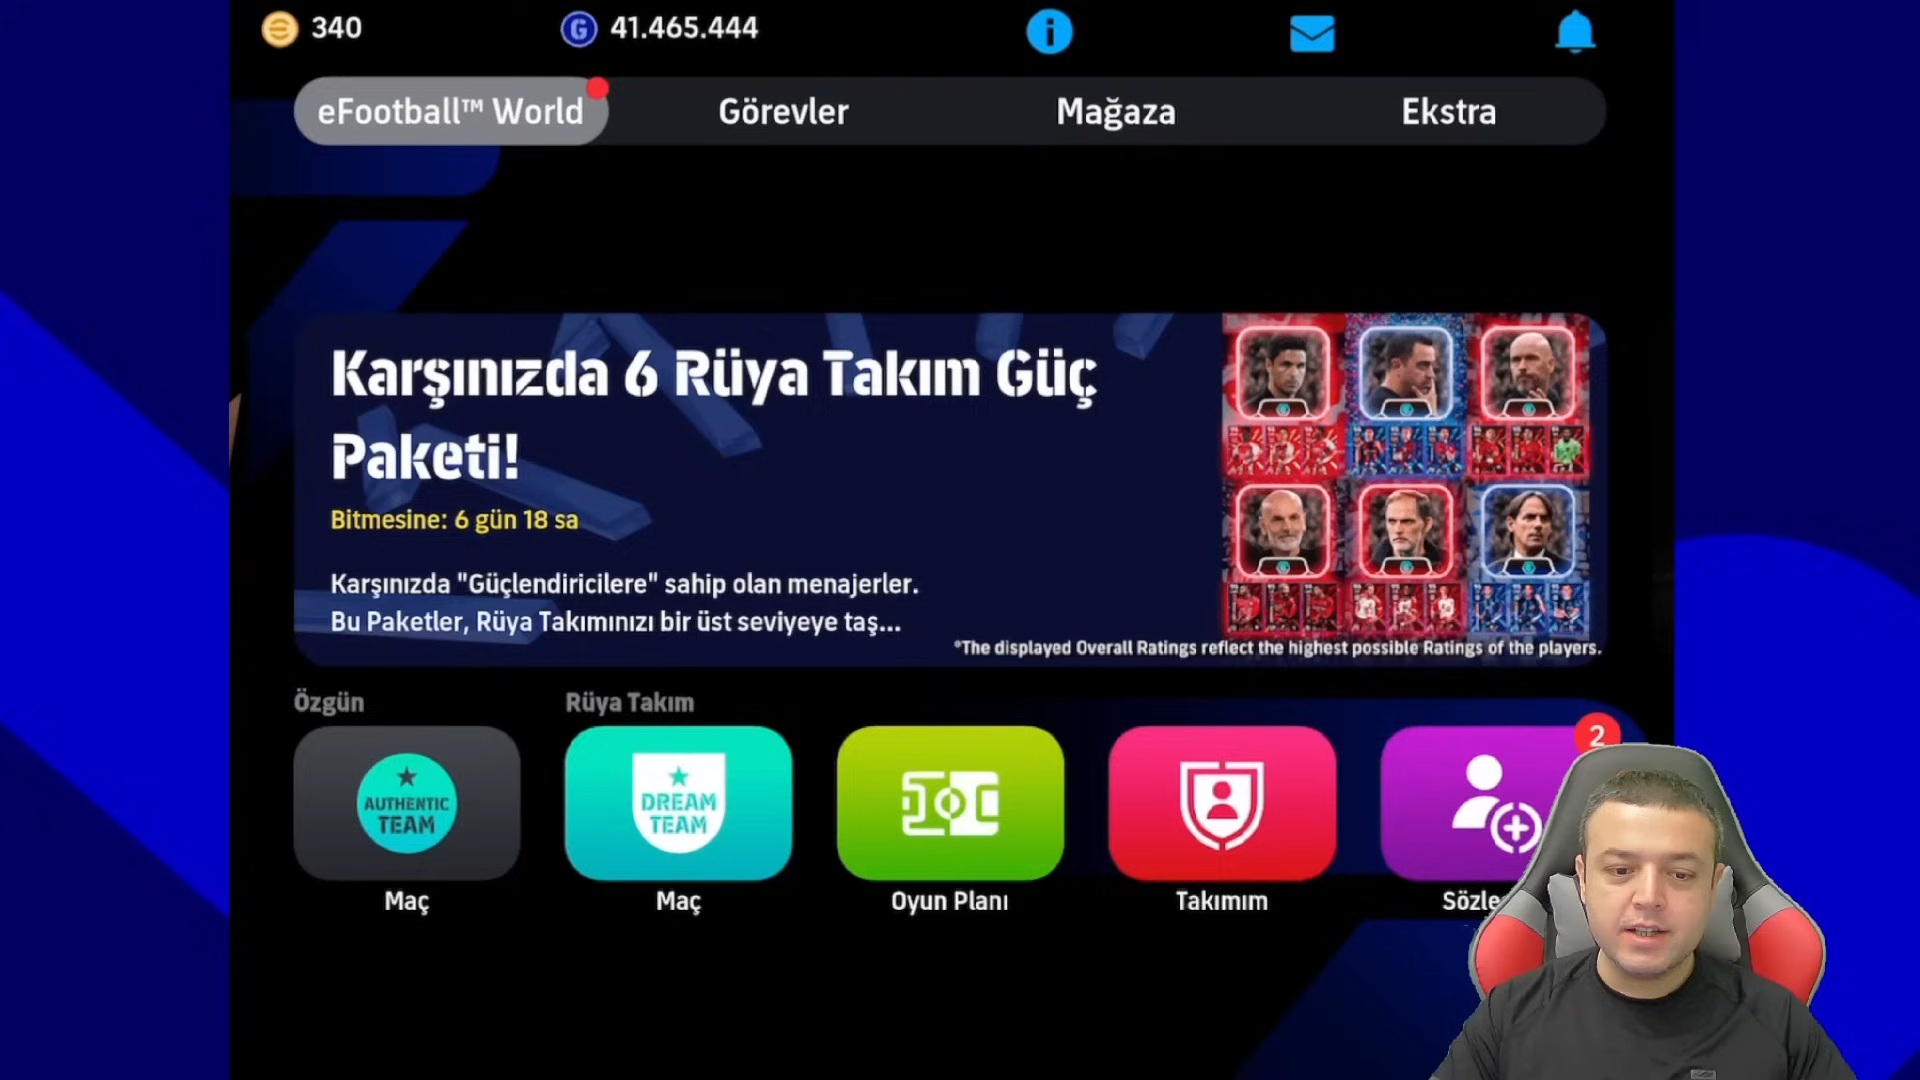 340
G 41.465.444
eFootball™ World
Görevler
Mağaza
Ekstra
Karşınızda 6 Rüya Takım Güç
Paketi!
Bitmesine: 6 gün 18 sa
Karşınızda "Güçlendiricilere" sahip olan menajerler.
Bu Paketler, Rüya Takımınızı bir üst seviyeye taş...
*The displayed Overall Ratings reflect the highest possible Ratings of the players.
Özgün
Rüya Takım
2
AUTHENTIC
TEAM
DREAM
TEAM
Maç
Maç
Oyun Planı
Takımım
Sözle